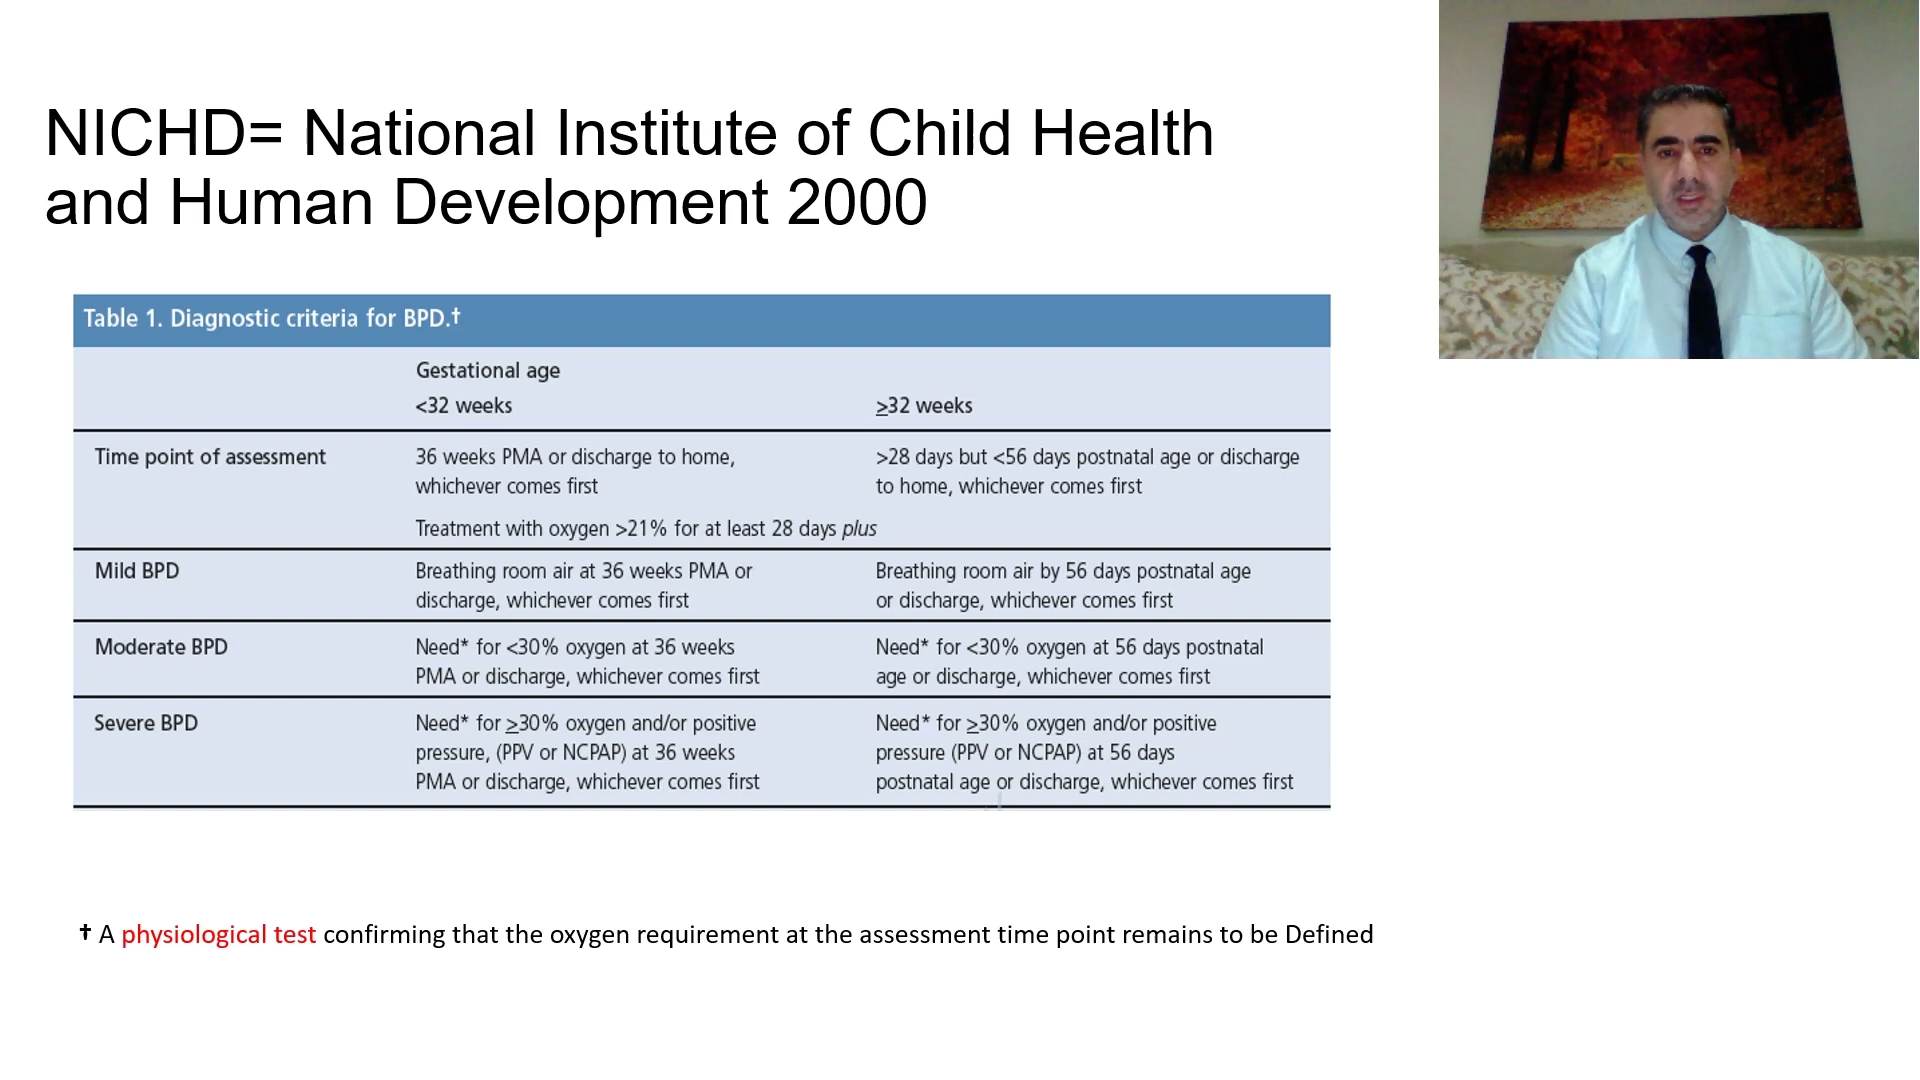 NICHD= National Institute of Child Health
and Human Development 2000
Table 1. Diagnostic criteria for BPD.†
Gestational age
<32 weeks ≥32 weeks
Time point of assessment 36 weeks PMA or discharge to home, >28 days but <56 days postnatal age or discharge
whichever comes first to home, whichever comes first
Treatment with oxygen >21% for at least 28 days plus
Mild BPD Breathing room air at 36 weeks PMA or Breathing room air by 56 days postnatal age
discharge, whichever comes first or discharge, whichever comes first
Moderate BPD Need* for <30% oxygen at 36 weeks Need* for <30% oxygen at 56 days postnatal
PMA or discharge, whichever comes first age or discharge, whichever comes first
Severe BPD Need* for ≥30% oxygen and/or positive Need* for ≥30% oxygen and/or positive
pressure, (PPV or NCPAP) at 36 weeks pressure (PPV or NCPAP) at 56 days
PMA or discharge, whichever comes first postnatal age or discharge, whichever comes first
† A physiological test confirming that the oxygen requirement at the assessment time point remains to be Defined